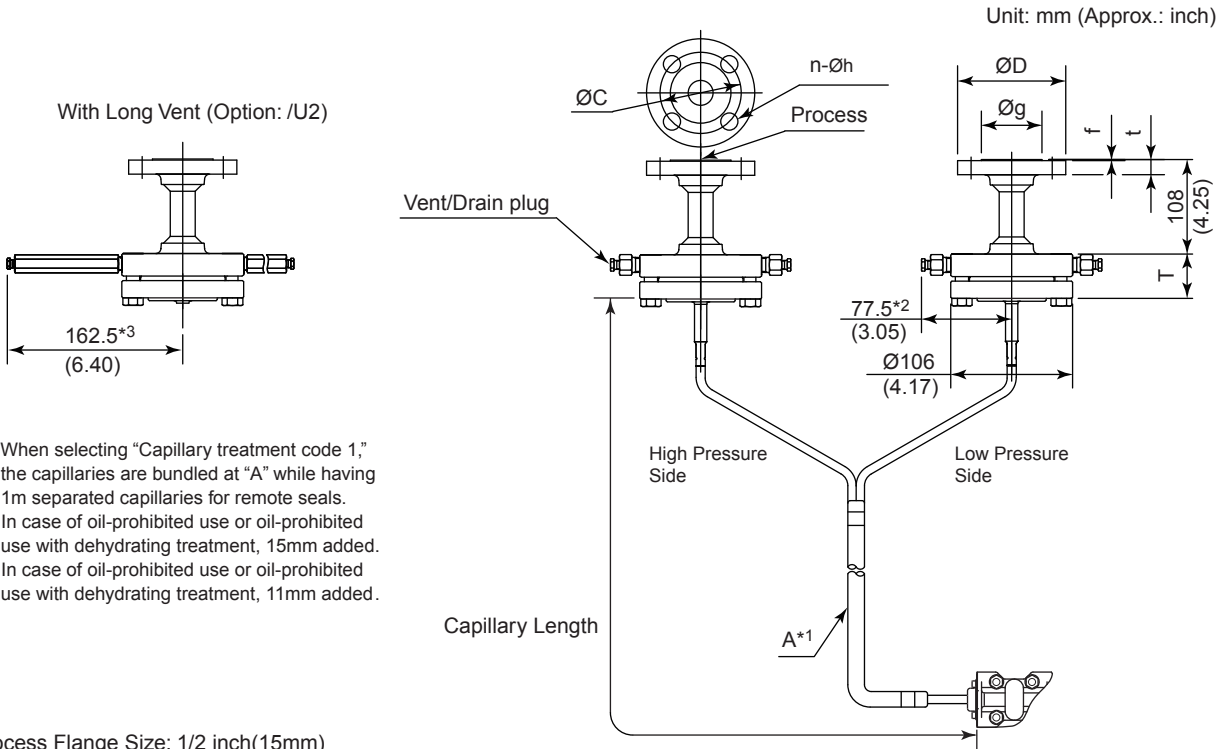 Unit: mm (Approx.: inch)
With Long Vent (Option: /U2)
n-Øh
ØC
Process
ØD
Øg
f
t
Vent/Drain plug
108
(4.25)
T
162.5*3
(6.40)
77.5*2
(3.05)
Ø106
(4.17)
When selecting “Capillary treatment code 1,”
the capillaries are bundled at “A” while having
1m separated capillaries for remote seals.
In case of oil-prohibited use or oil-prohibited
use with dehydrating treatment, 15mm added.
In case of oil-prohibited use or oil-prohibited
use with dehydrating treatment, 11mm added.
High Pressure
Side
Low Pressure
Side
Capillary Length
A*1
ocess Flange Size: 1/2 inch(15mm)